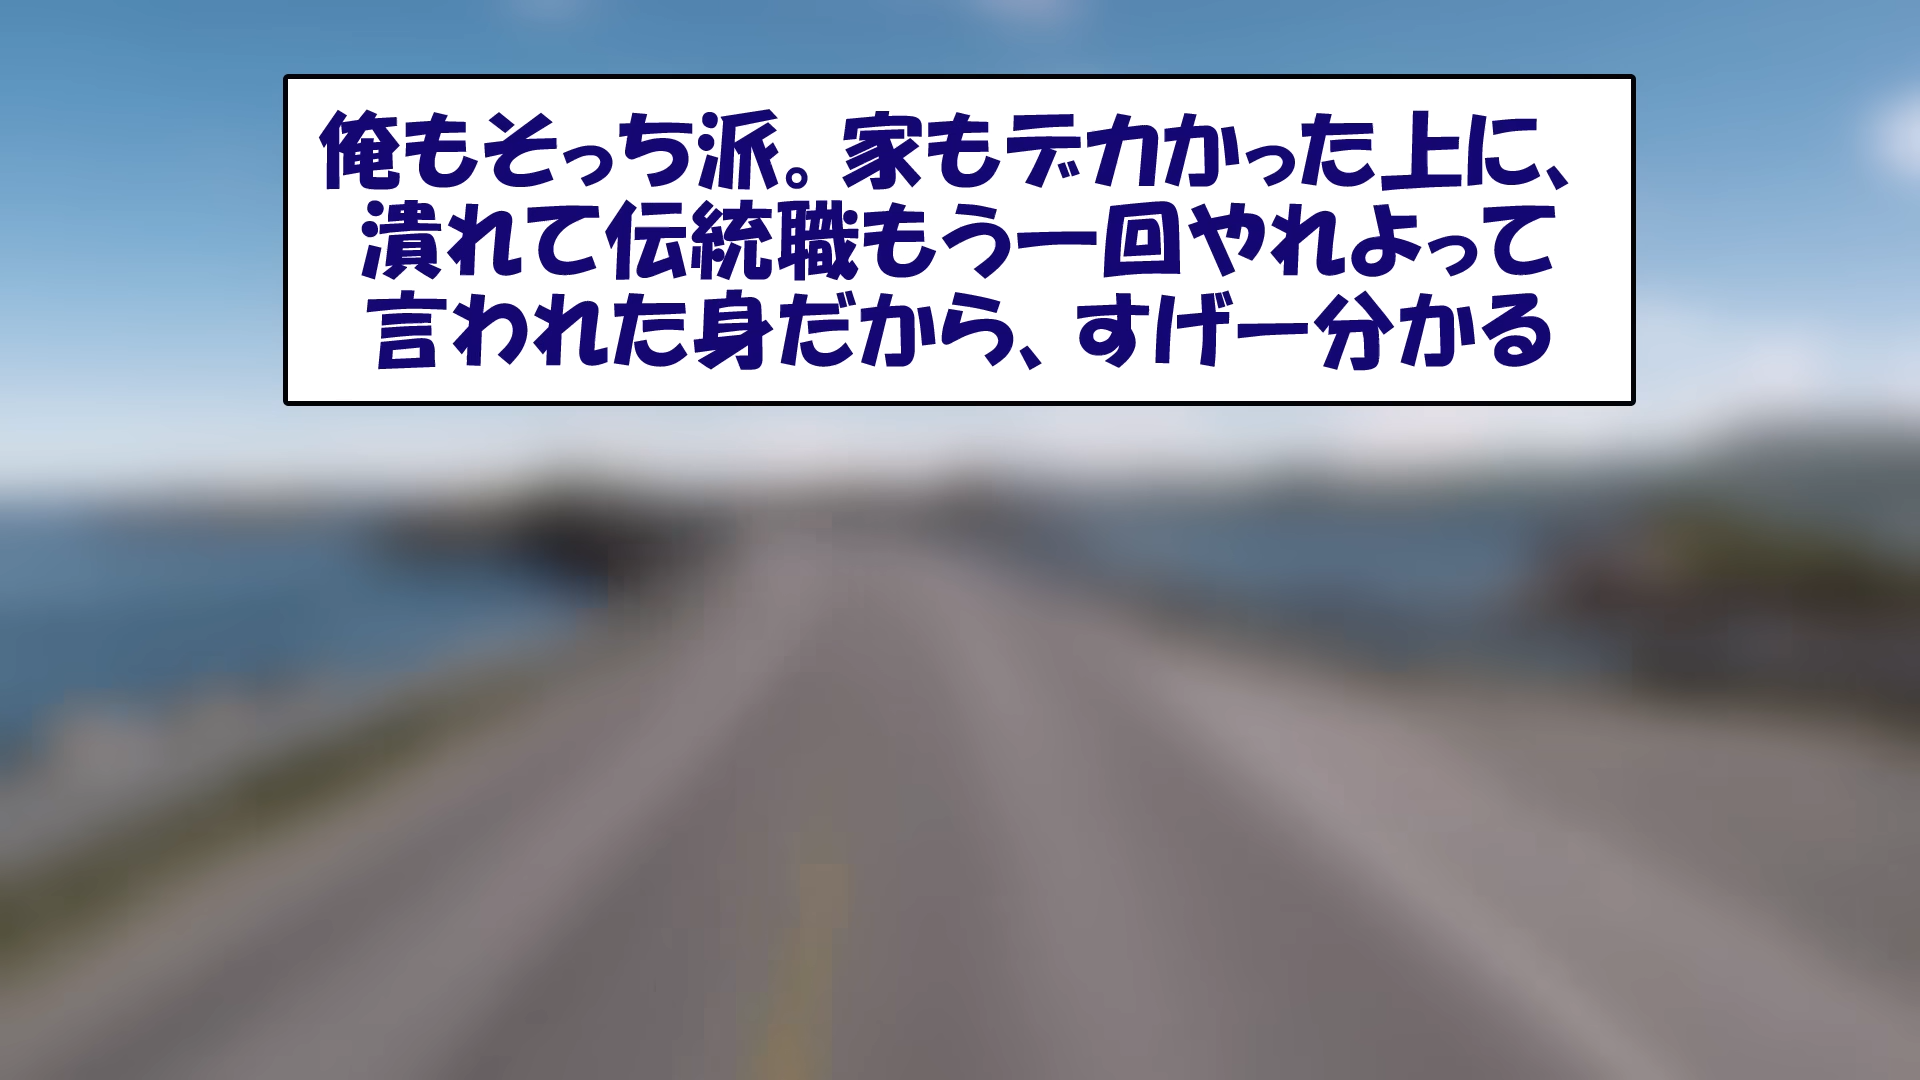 俺もそっち派。家もデカかった上に、
潰れて伝統職もう一回やれよって
言われた身だから、すげー分かる